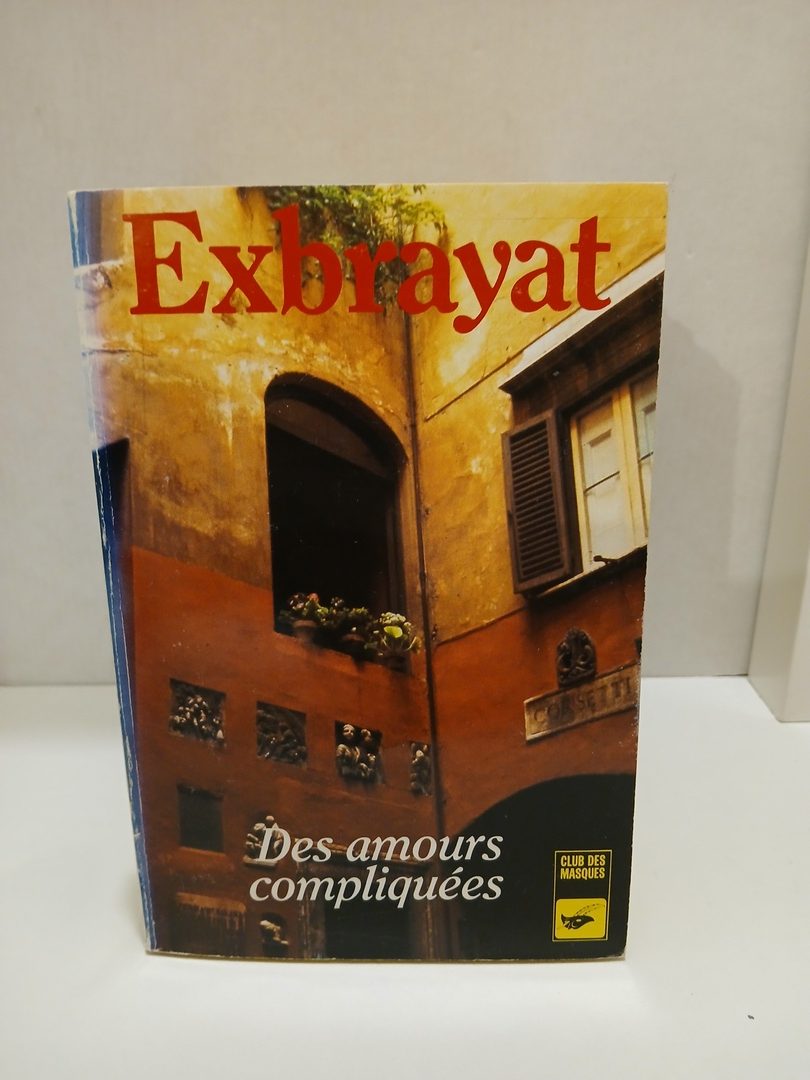 Exbrayat
CORSETTI
Des amours
compliquées
CLUB DES
MASQUES